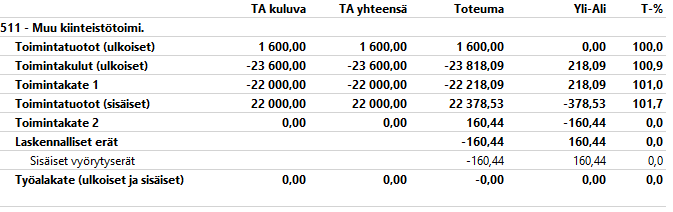 TA kuluva TA yhteensä Toteuma Yli-Ali T-%
511 - Muu kiinteistötoimi.
Toimintatuotot (ulkoiset) 1 600,00 1 600,00 1 600,00 0,00 100,0
Toimintakulut (ulkoiset) -23 600,00 -23 600,00 -23 818,09 218,09 100,9
Toimintakate 1 -22 000,00 -22 000,00 -22 218,09 218,09 101,0
Toimintatuotot (sisäiset) 22 000,00 22 000,00 22 378,53 -378,53 101,7
Toimintakate 2 0,00 0,00 160,44 -160,44 0,0
Laskennalliset erät -160,44 160,44 0,0
Sisäiset vyörytyserät -160,44 160,44 0,0
Työalakate (ulkoiset ja sisäiset) 0,00 0,00 -0,00 0,00 0,0